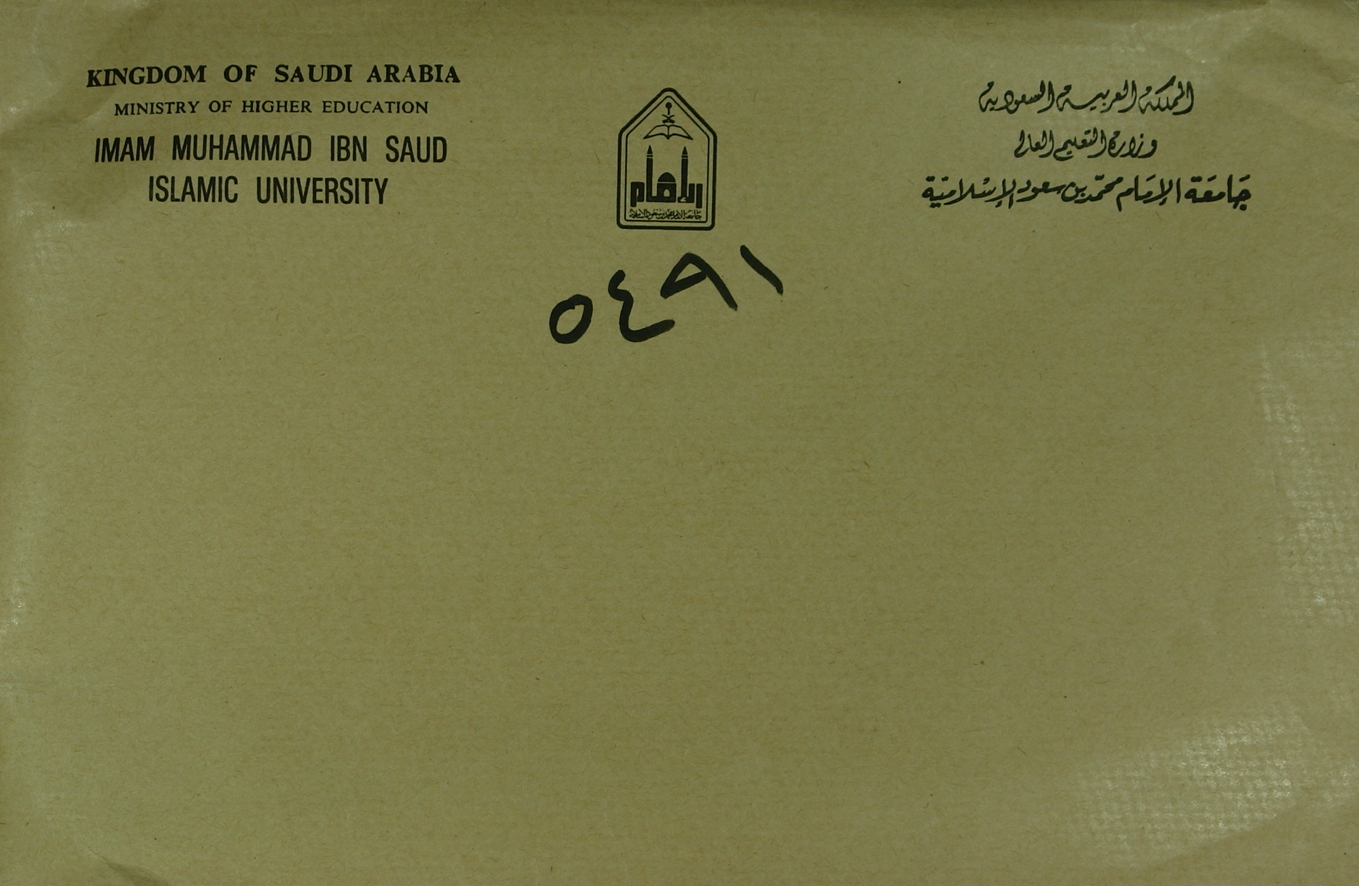 KINGDOM OF SAUDI ARABIA
MINISTRY OF HIGHER EDUCATION
IMAM MUHAMMAD IBN SAUD
ISLAMIC UNIVERSITY
المملكة العربية السعودية
وزارة التعليم العالي
جامعة الإمام محمد بن سعود الإسلامية
جامعة الإمام محمد بن سعود الإسلامية
٥٤٩١